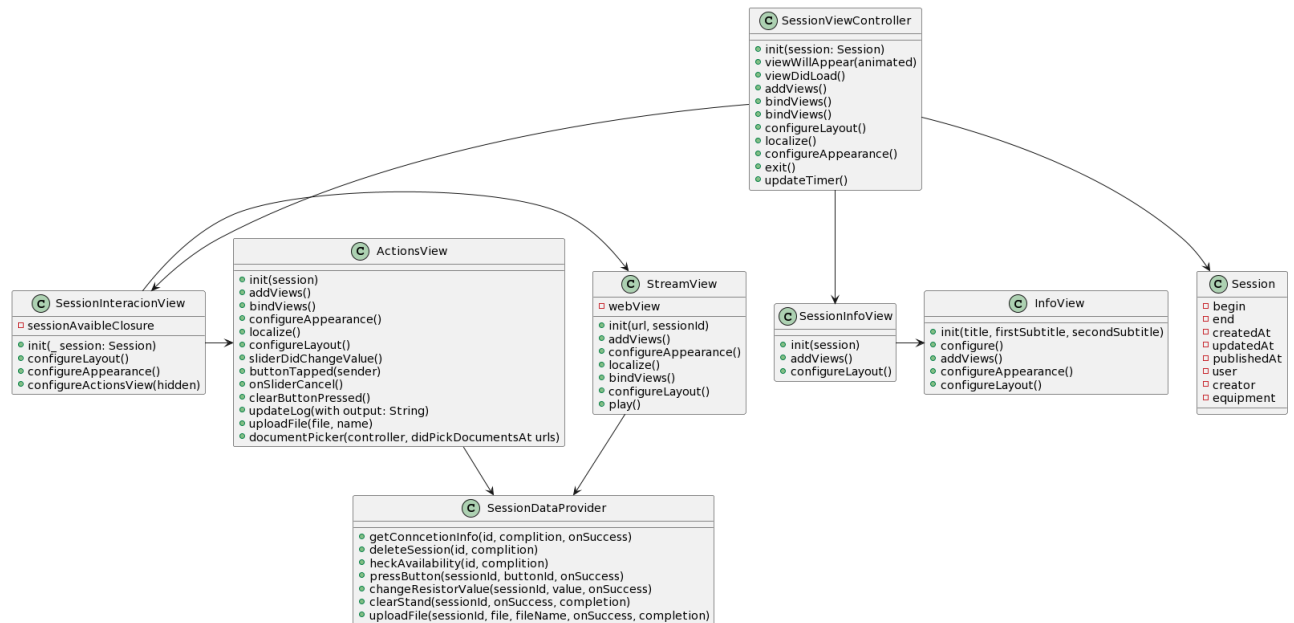 C SessionViewController
init(session: Session)
viewWillAppear(animated)
viewDidLoad()
addViews()
bindViews()
bindViews()
configureLayout()
localize()
configureAppearance()
exit()
updateTimer()
C SessionInteracionView
sessionAvaibleClosure
init(_ session: Session)
configureLayout()
configureAppearance()
configureActionsView(hidden)
C ActionsView
init(session)
addViews()
bindViews()
configureAppearance()
localize()
configureLayout()
sliderDidChangeValue()
buttonTapped(sender)
onSliderCancel()
clearButtonPressed()
updateLog(with output: String)
uploadFile(file, name)
documentPicker(controller, didPickDocumentsAt urls)
C StreamView
webView
init(url, sessionId)
addViews()
configureAppearance()
localize()
bindViews()
configureLayout()
play()
C SessionInfoView
init(session)
addViews()
configureLayout()
C InfoView
init(title, firstSubtitle, secondSubtitle)
configure()
addViews()
configureAppearance()
configureLayout()
C Session
begin
end
createdAt
updatedAt
publishedAt
user
creator
equipment
C SessionDataProvider
getConncetionInfo(id, complition, onSuccess)
deleteSession(id, complition)
heckAvailability(id, complition)
pressButton(sessionId, buttonId, onSuccess)
changeResistorValue(sessionId, value, onSuccess)
clearStand(sessionId, onSuccess, completion)
uploadFile(sessionId, file, fileName, onSuccess, completion)